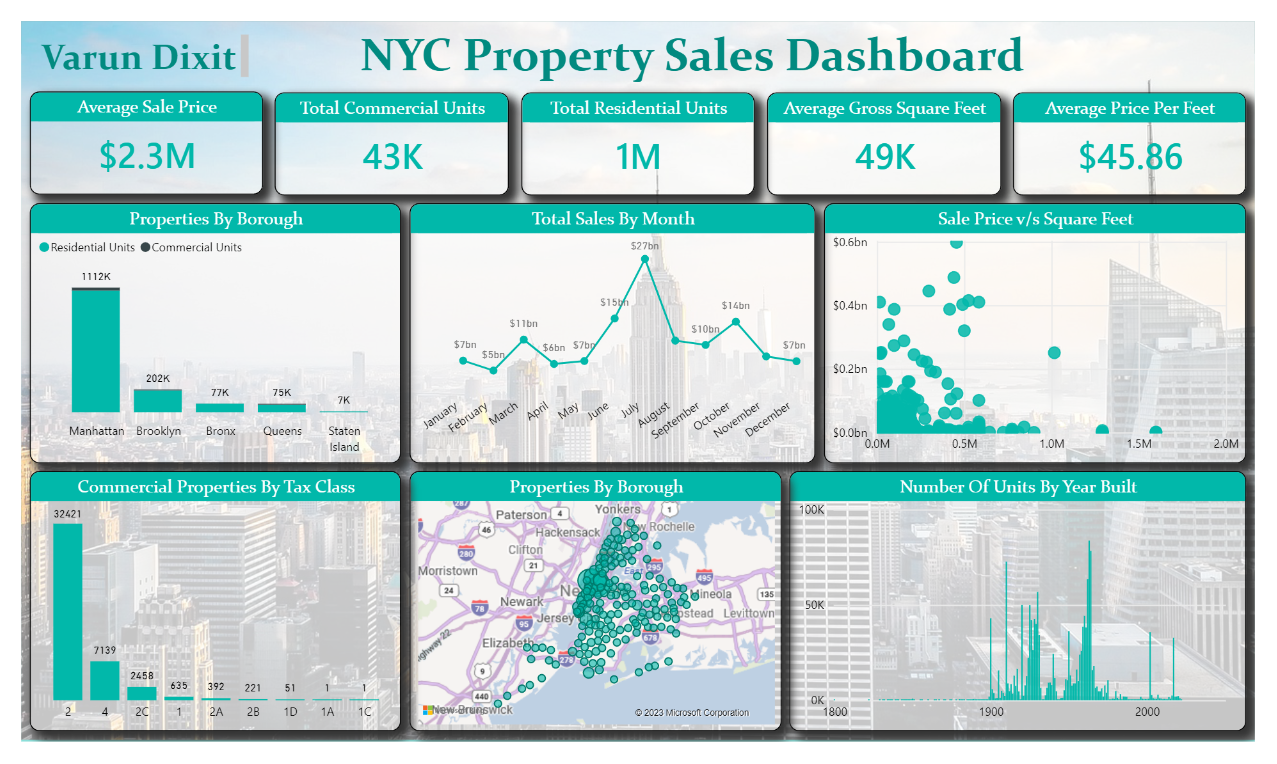 Varun Dixit
NYC Property Sales Dashboard
Average Sale Price
$2.3M
Total Commercial Units
43K
Total Residential Units
1M
Average Gross Square Feet
49K
Average Price Per Feet
$45.86
Properties By Borough
Residential Units Commercial Units
1112K
202K
77K
75K
7K
Manhattan Brooklyn Bronx Queens Staten
Island
Total Sales By Month
$27bn
$15bn
$14bn
$11bn
$10bn
$7bn
$5bn
$6bn
$7bn
$7bn
January
February
March
April
May
June
July
August
September
October
November
December
Sale Price v/s Square Feet
$0.6bn
$0.4bn
$0.2bn
$0.0bn
0.0M 0.5M 1.0M 1.5M 2.0M
Commercial Properties By Tax Class
32421
7139
2458
635
392
221
51
1
1
2 4 2C 1 2A 2B 1D 1A 1C
Properties By Borough
287
Paterson
4
Yonkers
1
46
Hackensack
Rochelle
280
Clifton
21
295
Morristown
495
24
Ne
Mineola
135
78
Newark
Jersey
stead
Levittown
95
678
Elizabeth
278
9
440
New Brunswick
© 2023 Microsoft Corporation
Number Of Units By Year Built
100K
50K
0K
1800 1900 2000